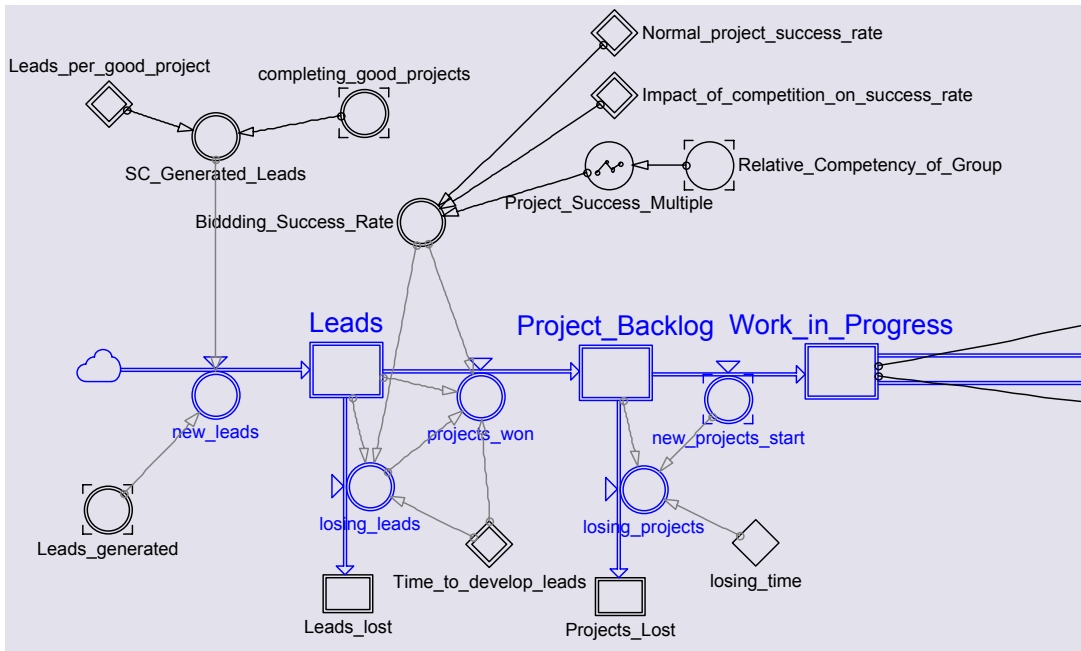 Normal_project_success_rate
Leads_per_good_project
completing_good_projects
Impact_of_competition_on_success_rate
SC_Generated_Leads
Relative_Competency_of_Group
Project_Success_Multiple
Biddding_Success_Rate
Leads
Project_Backlog
Work_in_Progress
new_leads
projects_won
new_projects_start
losing_leads
losing_projects
Leads_generated
Time_to_develop_leads
losing_time
Leads_lost
Projects_Lost